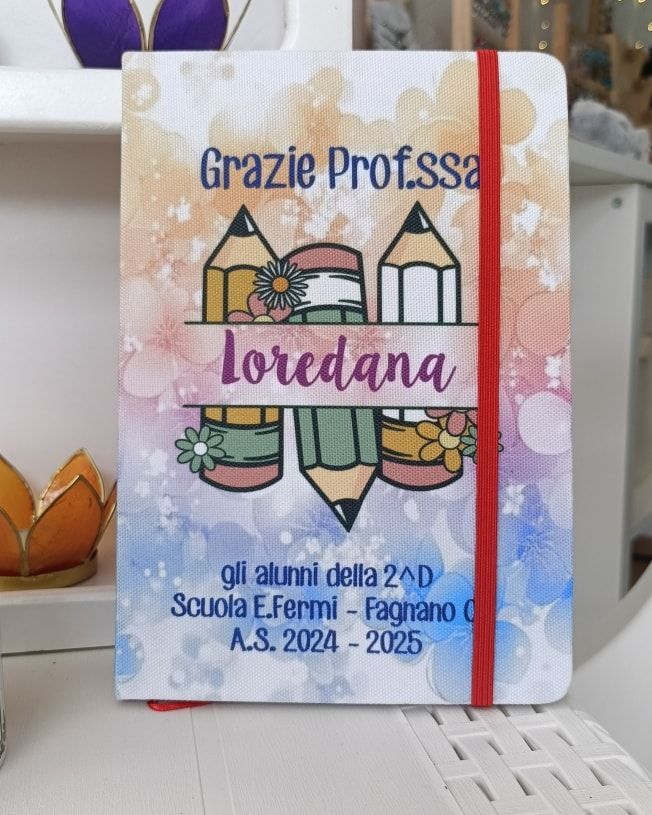 Grazie Prof.ssa
Loredana
gli alunni della 2^D
Scuola E.Fermi - Fagnano
A.S. 2024 - 2025